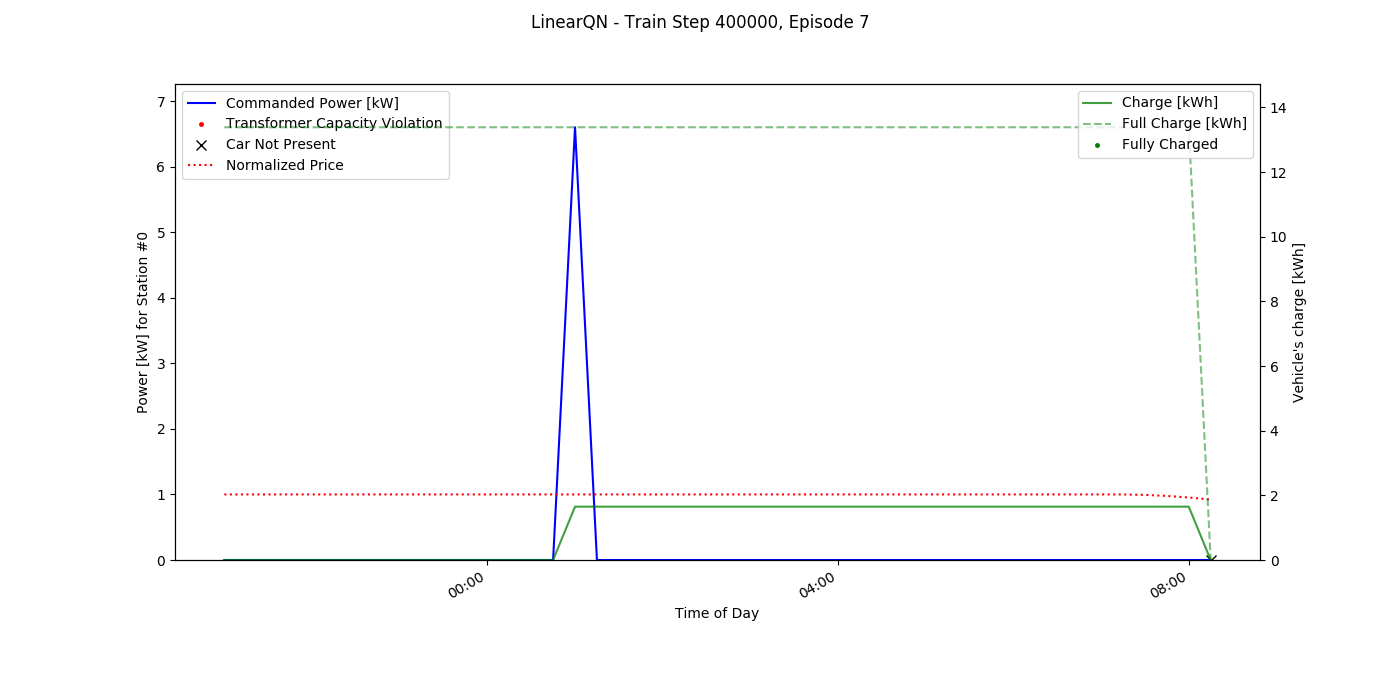 LinearQN - Train Step 400000, Episode 7
Commanded Power [kW]
Transformer Capacity Violation
Car Not Present
Normalized Price
Charge [kWh]
Full Charge [kWh]
Fully Charged
7
6
5
4
3
2
1
0
Power [kW] for Station #0
14
12
10
8
6
4
2
0
Vehicle's charge [kWh]
00:00
04:00
08:00
Time of Day